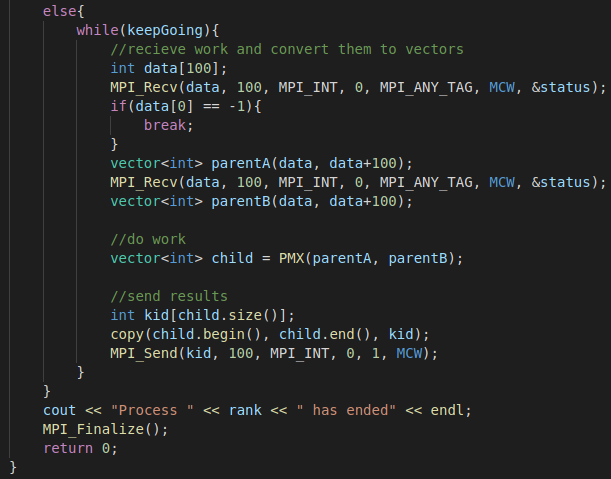 else{
while(keepGoing){
//recieve work and convert them to vectors
int data[100];
MPI_Recv(data, 100, MPI_INT, 0, MPI_ANY_TAG, MCW, &status);
if(data[0] == -1){
break;
}
vector<int> parentA(data, data+100);
MPI_Recv(data, 100, MPI_INT, 0, MPI_ANY_TAG, MCW, &status);
vector<int> parentB(data, data+100);
//do work
vector<int> child = PMX(parentA, parentB);
//send results
int kid[child.size()];
copy(child.begin(), child.end(), kid);
MPI_Send(kid, 100, MPI_INT, 0, 1, MCW);
}
}
cout << "Process " << rank << " has ended" << endl;
MPI_Finalize();
return 0;
}